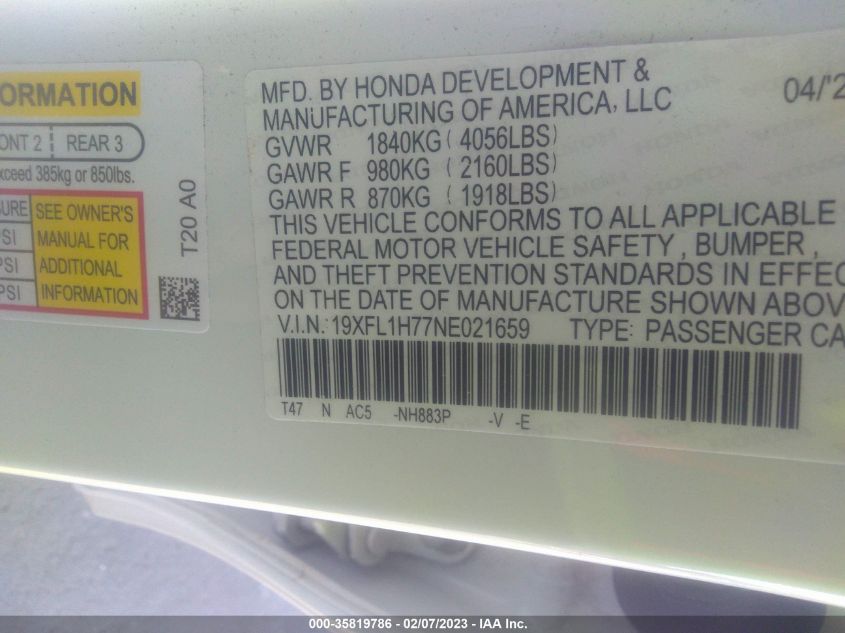 ORMATION
ONT 2 REAR 3
xceed 385kg or 850lbs.
URE SEE OWNER'S
PSI MANUAL FOR
PSI ADDITIONAL
PSI INFORMATION
T20 A0
MFD. BY HONDA DEVELOPMENT &
MANUFACTURING OF AMERICA, LLC 04/'2
GVWR 1840KG ( 4056LBS)
GAWR F 980KG ( 2160LBS)
GAWR R 870KG ( 1918LBS)
THIS VEHICLE CONFORMS TO ALL APPLICABLE
FEDERAL MOTOR VEHICLE SAFETY , BUMPER ,
AND THEFT PREVENTION STANDARDS IN EFFEC
ON THE DATE OF MANUFACTURE SHOWN ABOV
V.I.N. 19XFL1H77NE021659 TYPE: PASSENGER CA
T47 N AC5 -NH883P -V -E
000-35819786 - 02/07/2023 - IAA Inc.